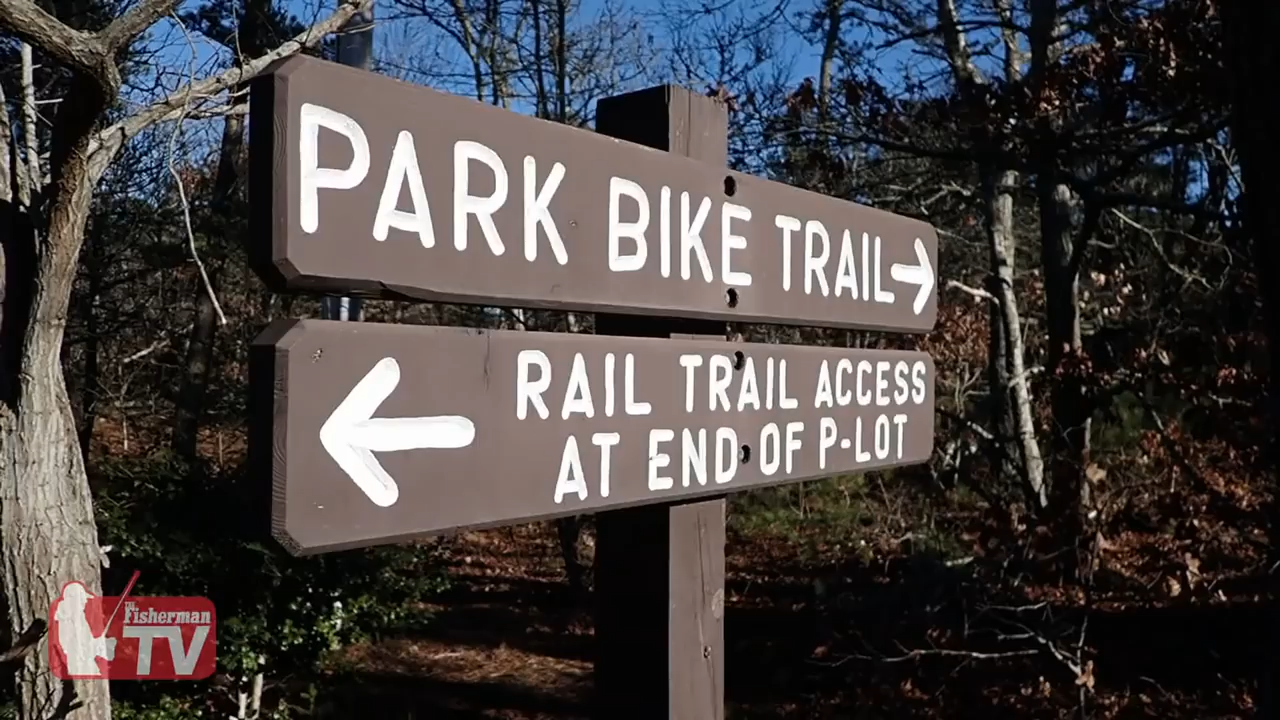 PARK BIKE TRAIL→
← RAIL TRAIL ACCESS
AT END OF P-LOT
The Fisherman
TV